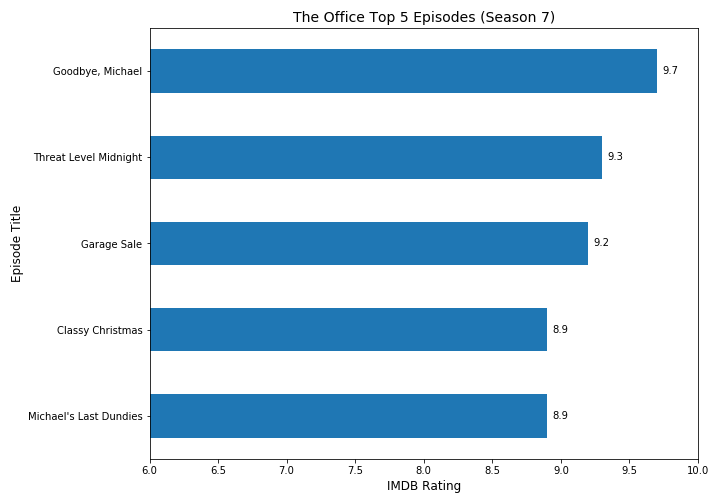 The Office Top 5 Episodes (Season 7)
Goodbye, Michael
9.7
Threat Level Midnight
9.3
Garage Sale
9.2
Classy Christmas
8.9
Michael's Last Dundies
8.9
Episode Title
6.0 6.5 7.0 7.5 8.0 8.5 9.0 9.5 10.0
IMDB Rating